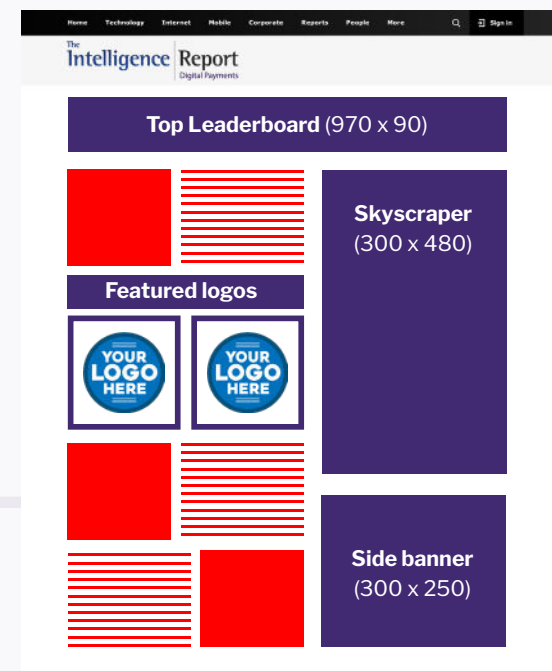 Home Technology Internet Mobile Corporate Reports People More Sign in
The
Intelligence Report
Digital Payments
Top Leaderboard (970 x 90)
Skyscraper
(300 x 480)
Featured logos
YOUR
LOGO
HERE
YOUR
LOGO
HERE
Side banner
(300 x 250)